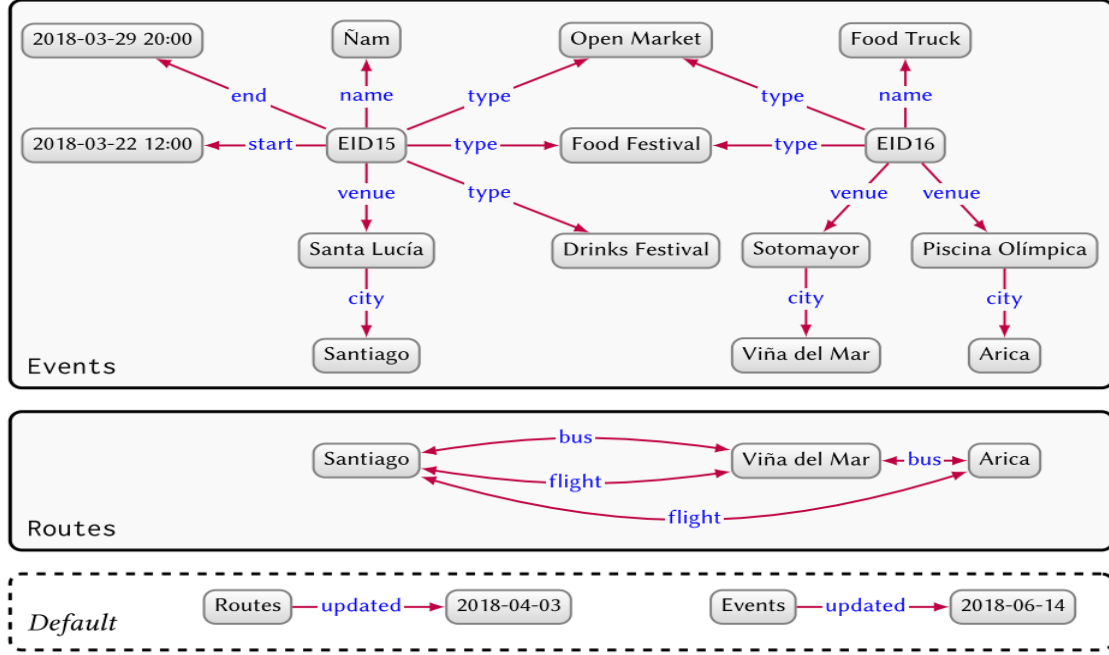 2018-03-29 20:00 Ñam Open Market Food Truck
end name type type name
2018-03-22 12:00 start EID15 type Food Festival type EID16
venue type venue venue
Santa Lucía Drinks Festival Sotomayor Piscina Olímpica
city city city
Santiago Viña del Mar Arica
Events
bus
Santiago Viña del Mar bus Arica
flight
flight
Routes
Routes updated 2018-04-03 Events updated 2018-06-14
Default